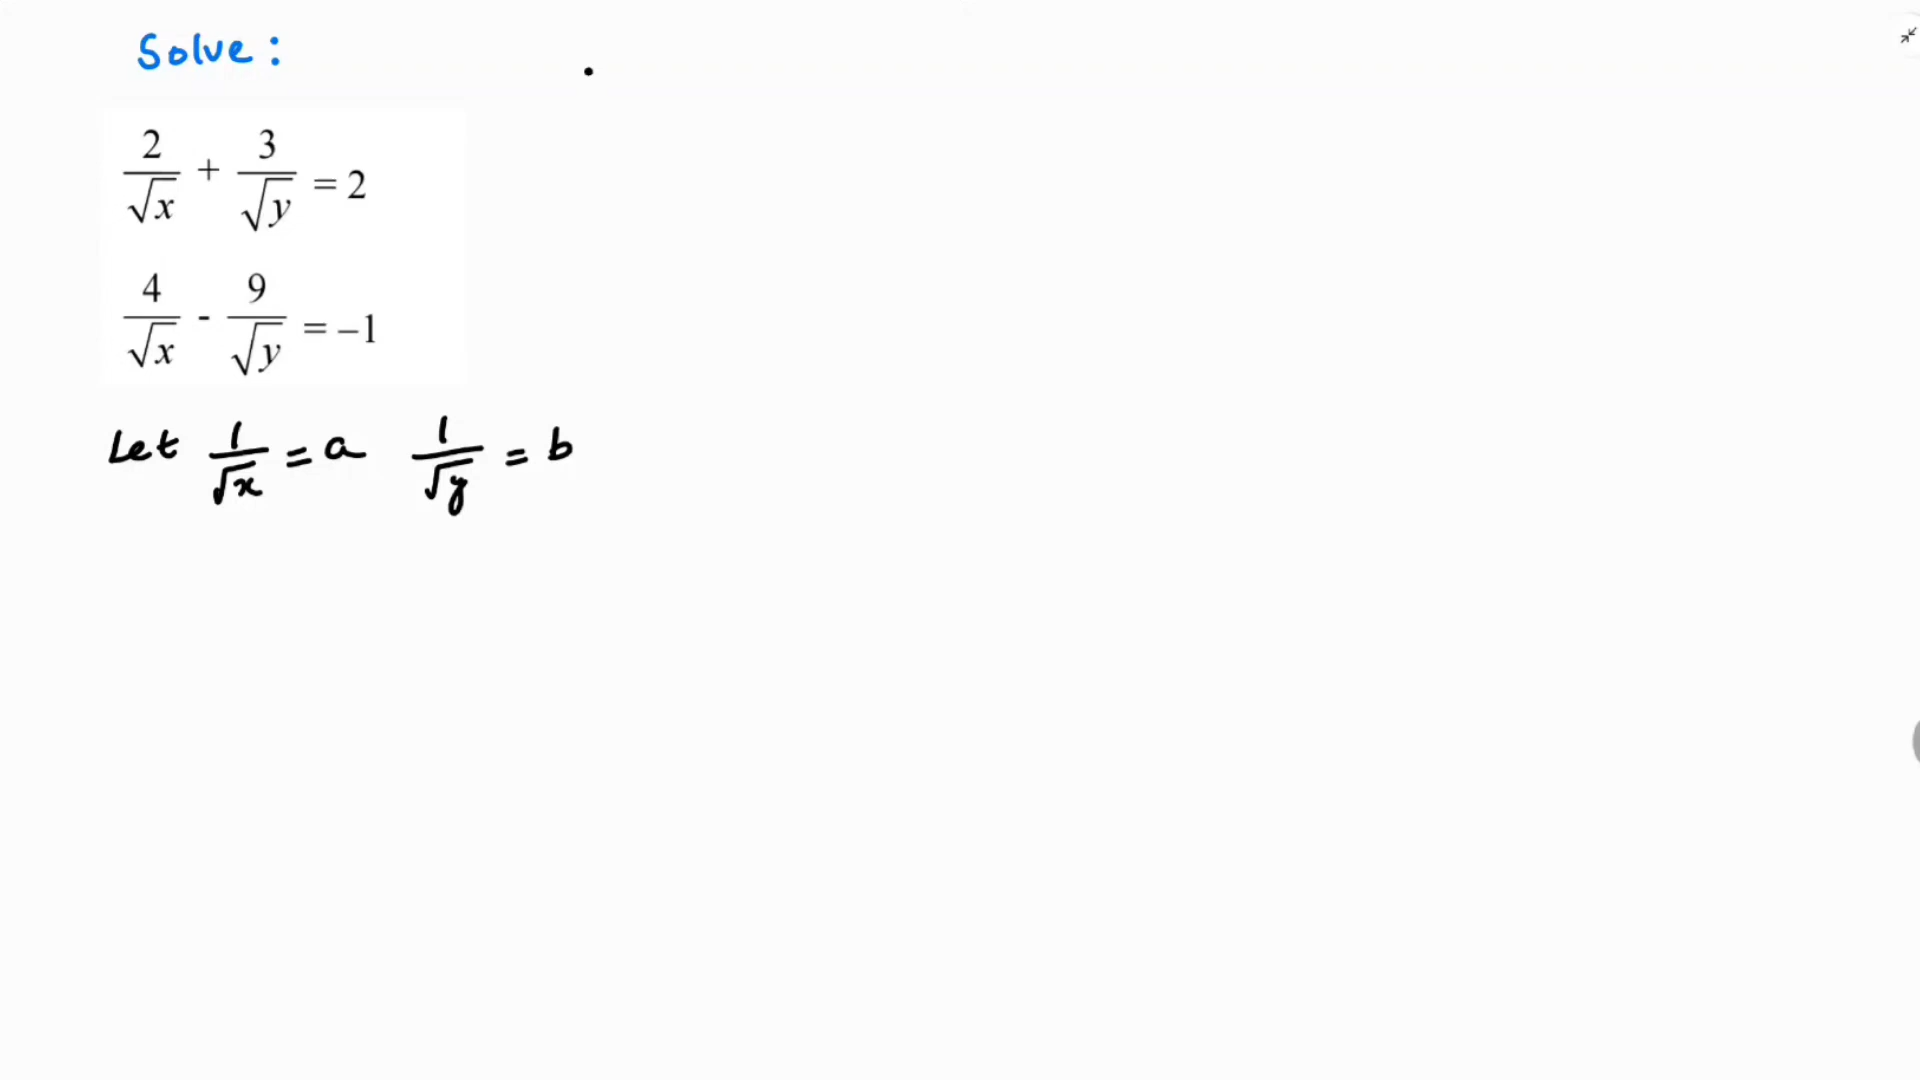 Solve :
2/√x + 3/√y = 2
4/√x - 9/√y = –1
Let 1/√x = a 1/√y = b